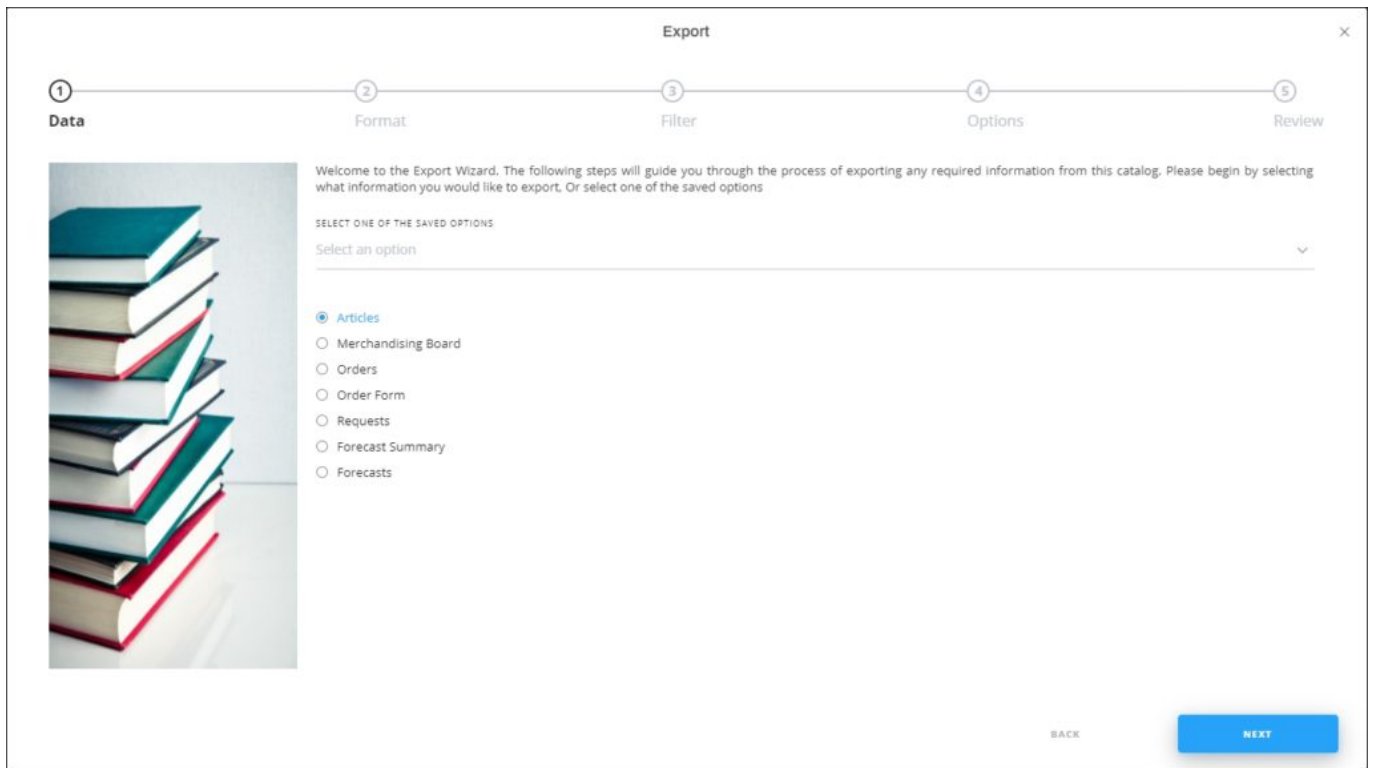 Export
1
2
3
4
5
Data
Format
Filter
Options
Review
Welcome to the Export Wizard. The following steps will guide you through the process of exporting any required information from this catalog. Please begin by selecting
what information you would like to export. Or select one of the saved options
SELECT ONE OF THE SAVED OPTIONS
Select an option
Articles
Merchandising Board
Orders
Order Form
Requests
Forecast Summary
Forecasts
BACK
NEXT